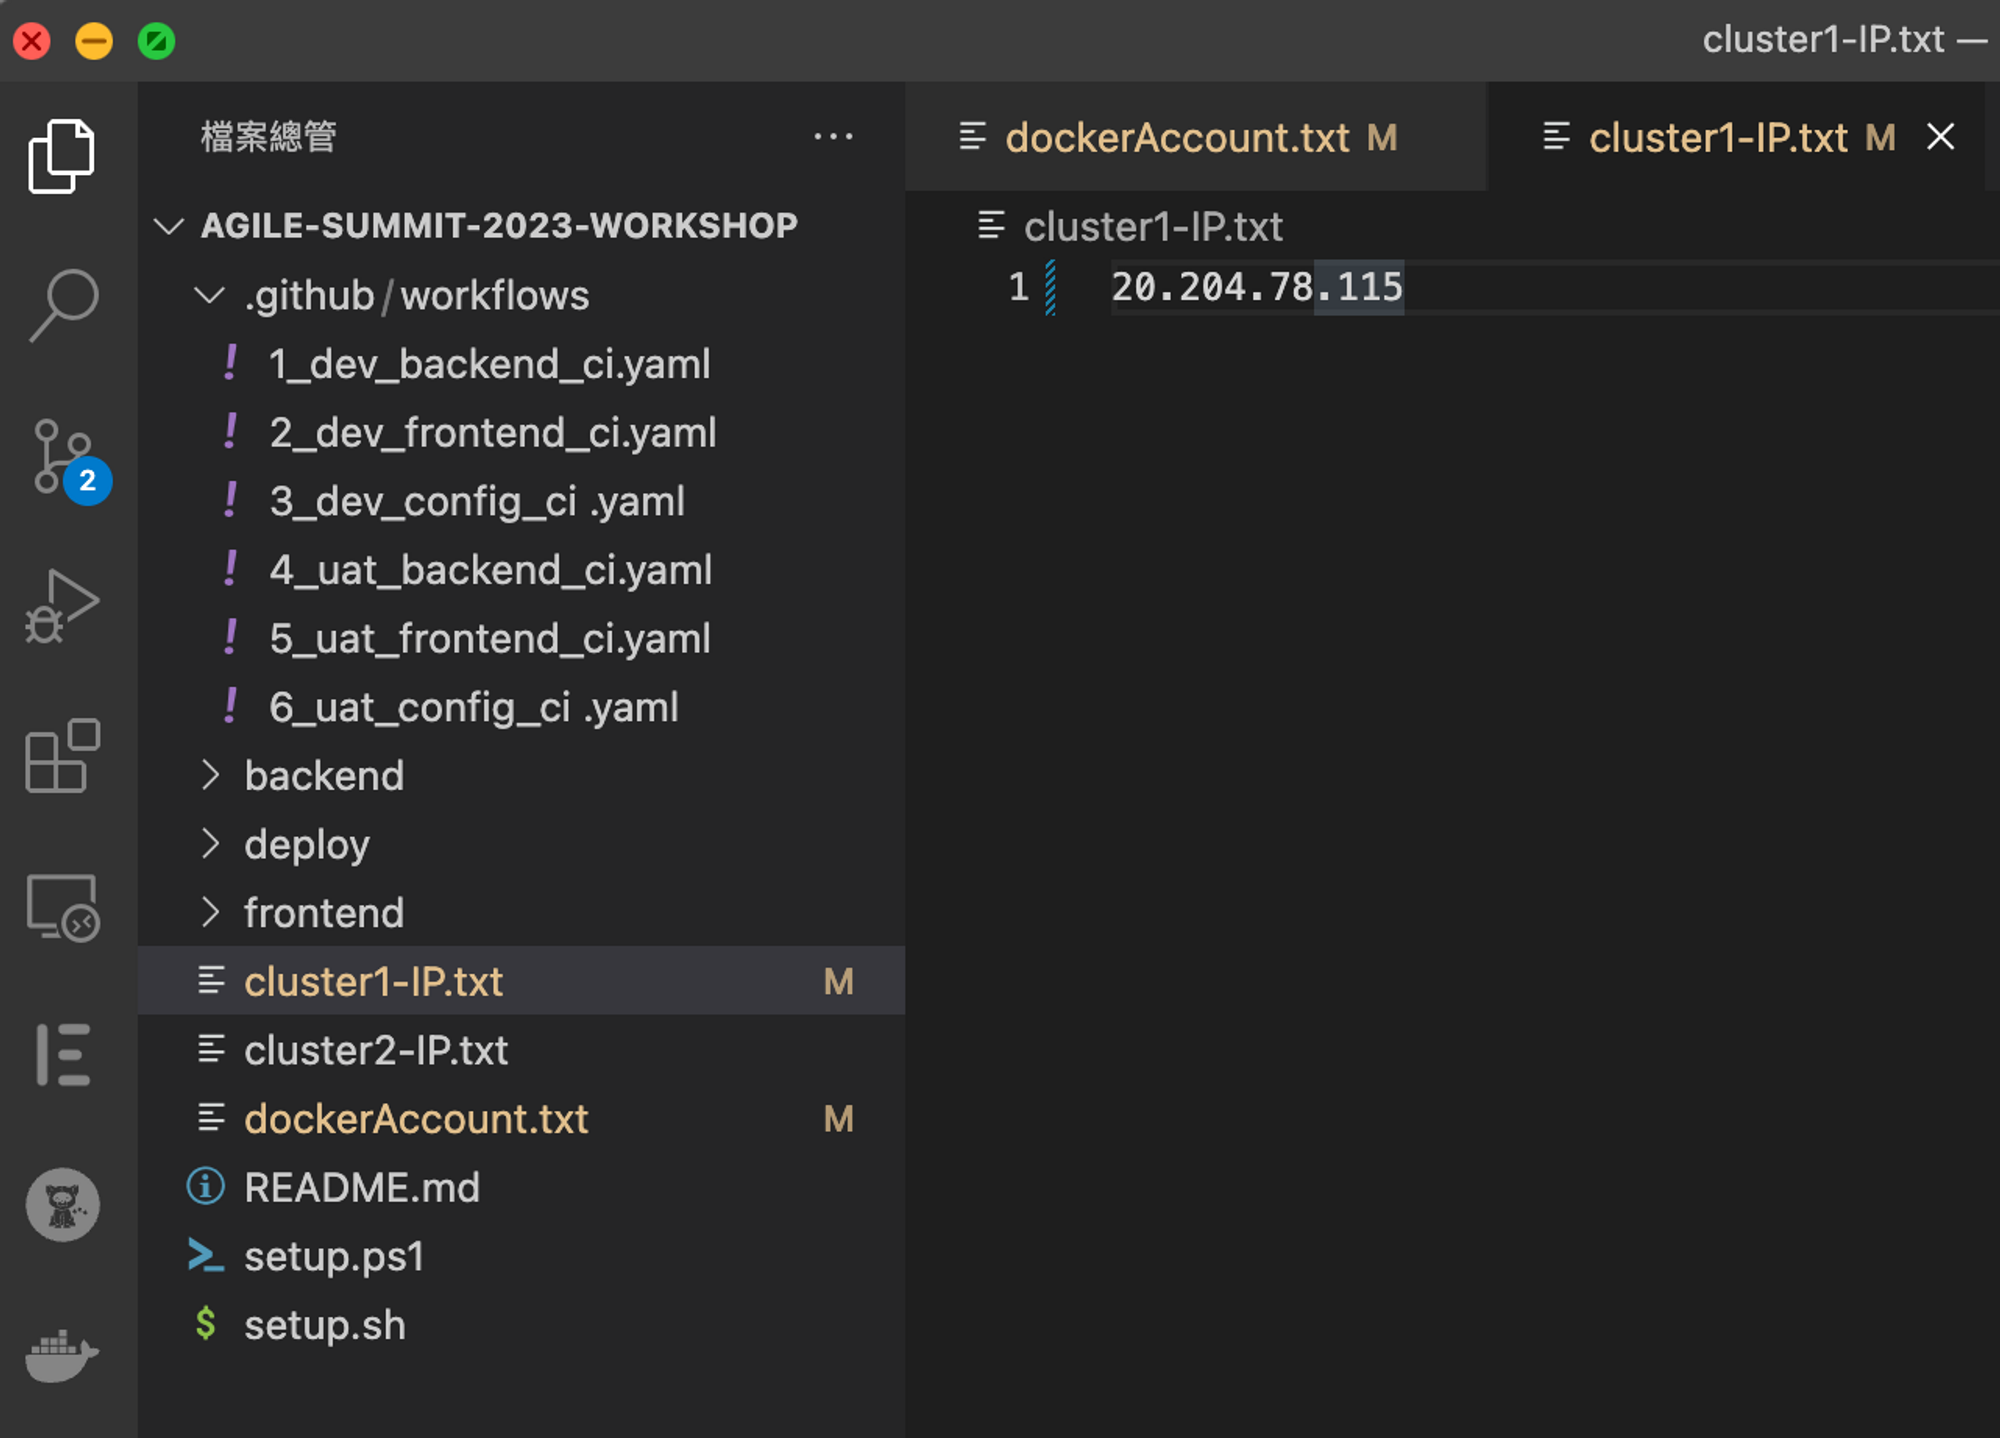 cluster1-IP.txt —
檔案總管 ···
AGILE-SUMMIT-2023-WORKSHOP
.github/workflows
! 1_dev_backend_ci.yaml
! 2_dev_frontend_ci.yaml
! 3_dev_config_ci .yaml
! 4_uat_backend_ci.yaml
! 5_uat_frontend_ci.yaml
! 6_uat_config_ci .yaml
backend
deploy
frontend
cluster1-IP.txt M
cluster2-IP.txt
dockerAccount.txt M
README.md
setup.ps1
$ setup.sh
2
dockerAccount.txt M
cluster1-IP.txt M
cluster1-IP.txt
1 20.204.78.115